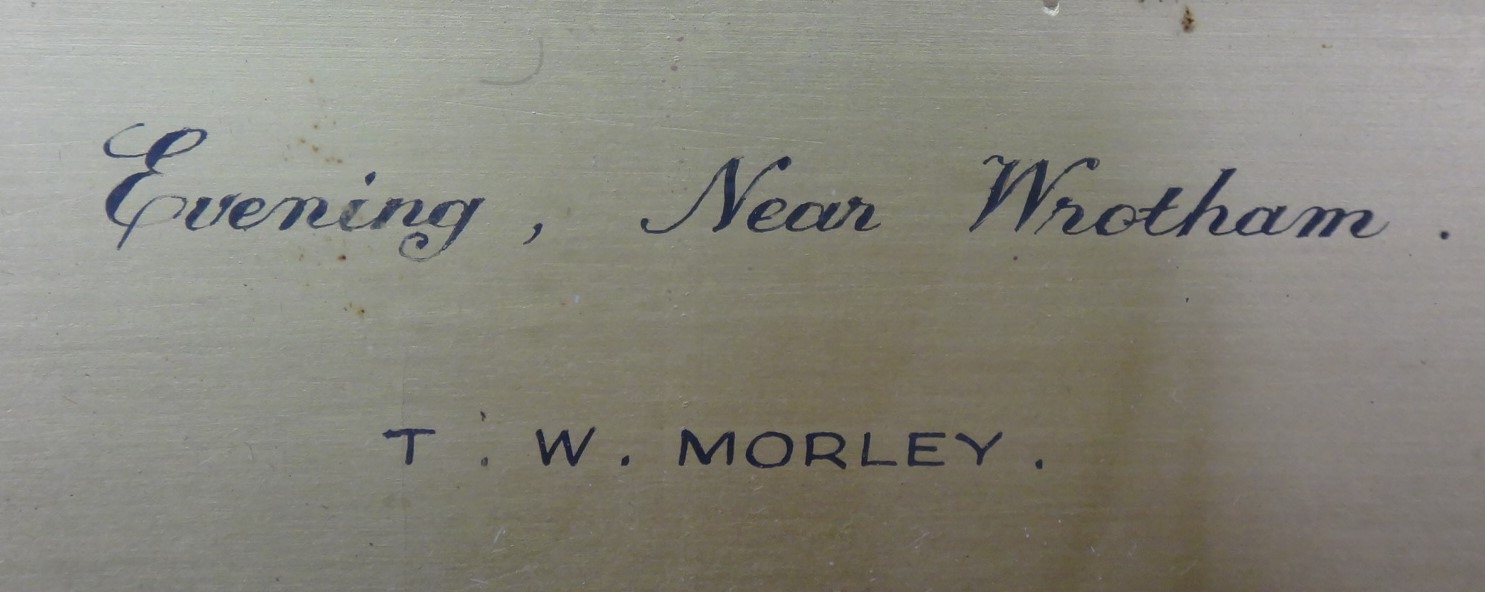 Evening, Near Wrotham.
T. W. MORLEY.